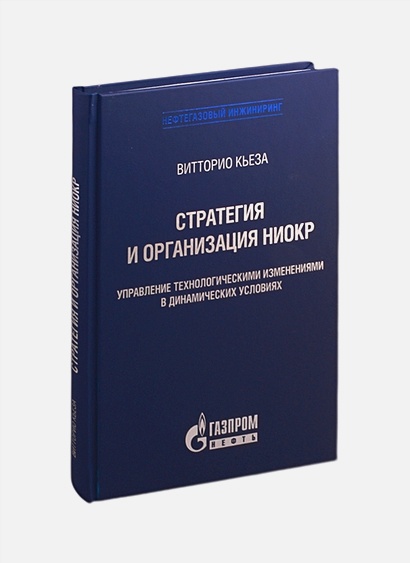 НЕФТЕГАЗОВЫЙ ИНЖИНИРИНГ
ВИТТОРИО КЬЕЗА
СТРАТЕГИЯ
И ОРГАНИЗАЦИЯ НИОКР
УПРАВЛЕНИЕ ТЕХНОЛОГИЧЕСКИМИ ИЗМЕНЕНИЯМИ
В ДИНАМИЧЕСКИХ УСЛОВИЯХ
ГАЗПРОМ
НЕФТЬ
СТРАТЕГИЯ И ОРГАНИЗАЦИЯ НИОКР
ВИТТОРИО КЬЕЗА